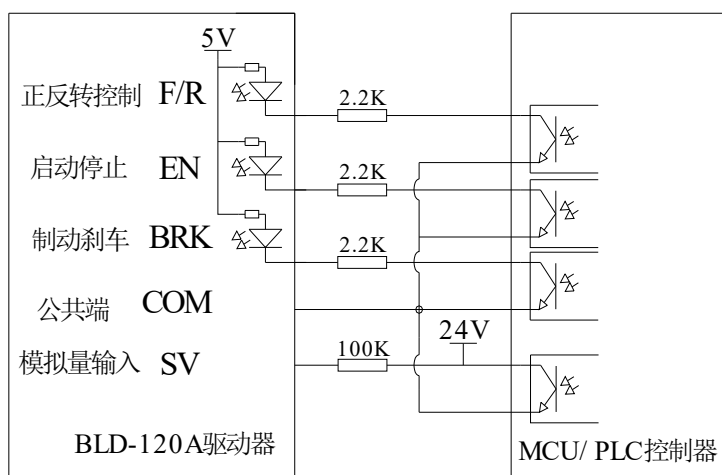 5V
正反转控制 F/R
2.2K
启动停止 EN
2.2K
制动刹车 BRK
2.2K
公共端 COM
24V
模拟量输入 SV
100K
BLD-120A驱动器
MCU/ PLC控制器